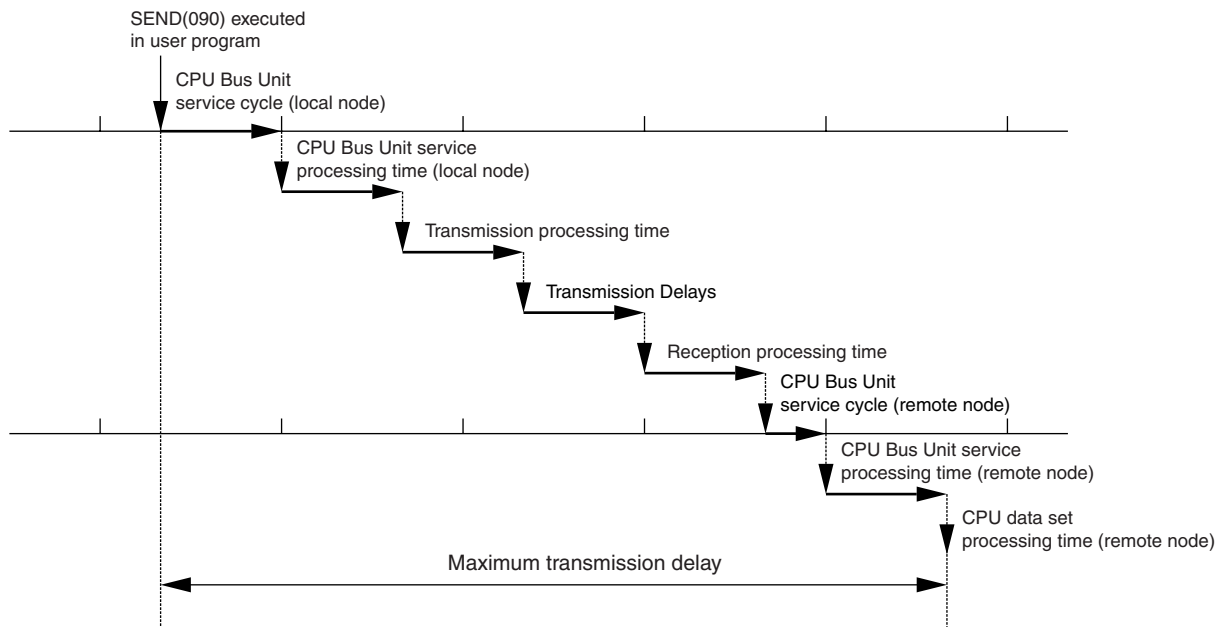 SEND(090) executed
in user program
CPU Bus Unit
service cycle (local node)
CPU Bus Unit service
processing time (local node)
Transmission processing time
Transmission Delays
Reception processing time
CPU Bus Unit
service cycle (remote node)
CPU Bus Unit service
processing time (remote node)
CPU data set
processing time (remote node)
Maximum transmission delay